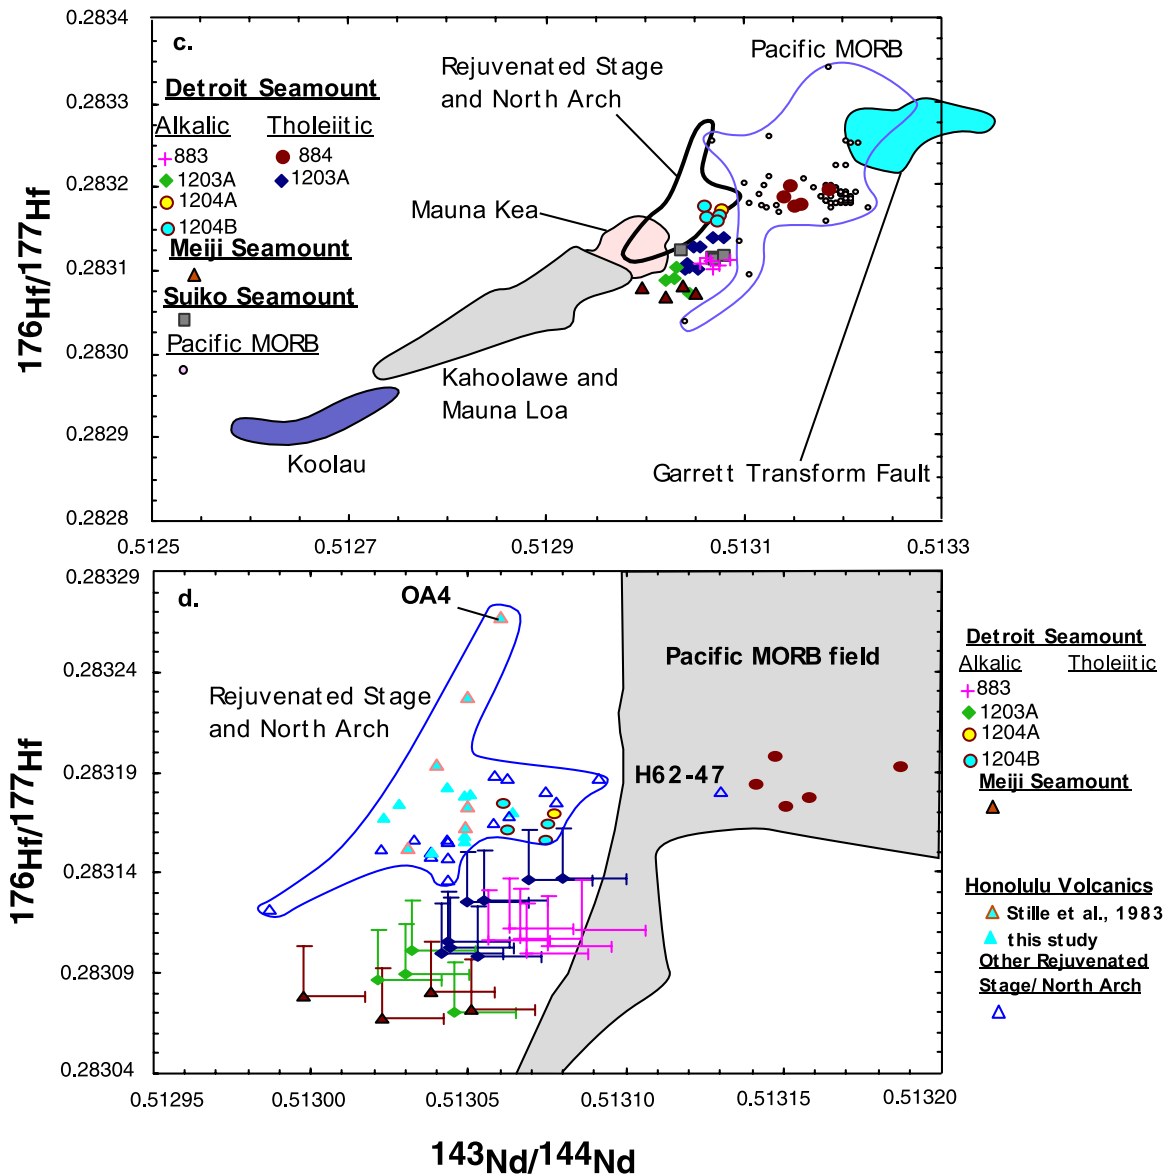 c.
0.2834
0.2833
0.2832
0.2831
0.2830
0.2829
0.2828
176Hf/177Hf
Detroit Seamount
Alkalic Tholeiitic
883 884
1203A 1203A
1204A
1204B
Meiji Seamount
Suiko Seamount
Pacific MORB
Rejuvenated Stage
and North Arch
Pacific MORB
Mauna Kea
Kahoolawe and
Mauna Loa
Koolau
Garrett Transform Fault
0.5125 0.5127 0.5129 0.5131 0.5133
d.
0.28329
0.28324
0.28319
0.28314
0.28309
0.28304
176Hf/177Hf
OA4
Rejuvenated Stage
and North Arch
Pacific MORB field
H62-47
Detroit Seamount
Alkalic Tholeiitic
883
1203A
1204A
1204B
Meiji Seamount
Honolulu Volcanics
Stille et al., 1983
this study
Other Rejuvenated
Stage/ North Arch
0.51295 0.51300 0.51305 0.51310 0.51315 0.51320
143Nd/144Nd